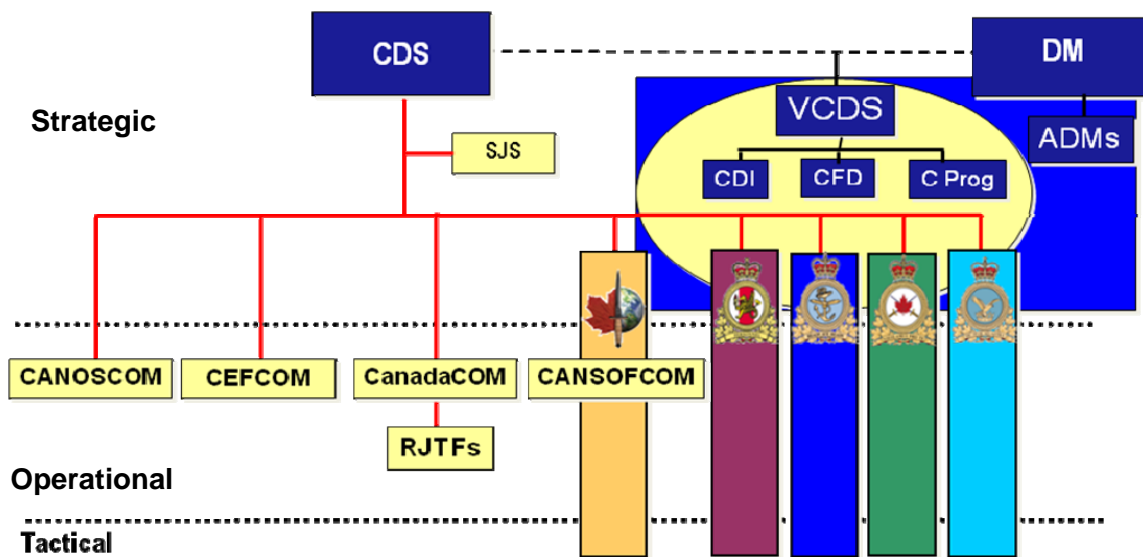 CDS
DM
VCDS
Strategic
ADMs
SJS
CDI
CFD
C Prog
CANOSCOM
CEFCOM
CanadaCOM
CANSOFCOM
RJTFs
Operational
Tactical